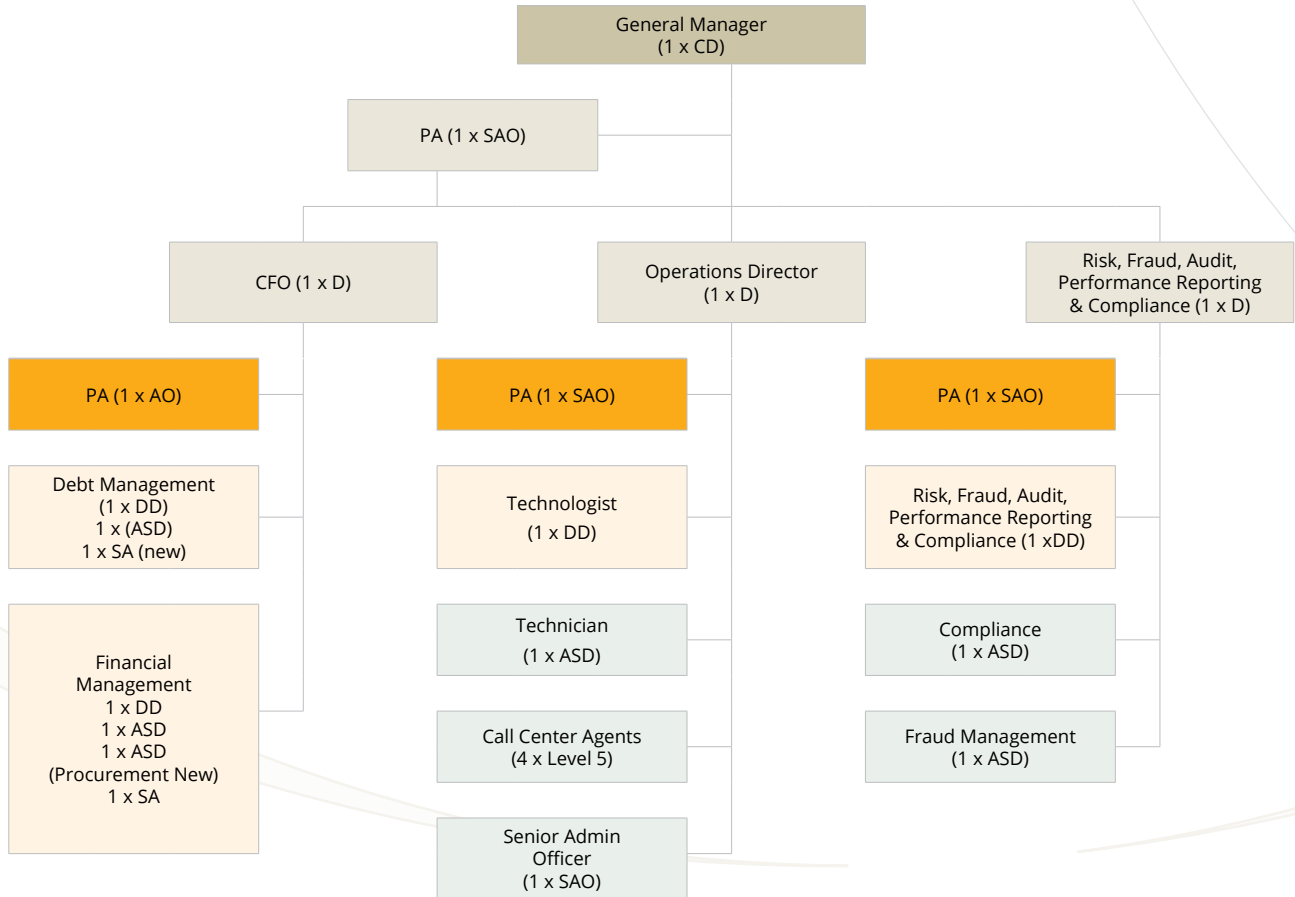 General Manager
(1 x CD)
PA (1 x SAO)
CFO (1 x D)
Operations Director
(1 x D)
Risk, Fraud, Audit,
Performance Reporting
& Compliance (1 x D)
PA (1 x AO)
PA (1 x SAO)
PA (1 x SAO)
Debt Management
(1 x DD)
1 x (ASD)
1 x SA (new)
Technologist
(1 x DD)
Risk, Fraud, Audit,
Performance Reporting
& Compliance (1 xDD)
Financial
Management
1 x DD
1 x ASD
1 x ASD
(Procurement New)
1 x SA
Technician
(1 x ASD)
Compliance
(1 x ASD)
Call Center Agents
(4 x Level 5)
Fraud Management
(1 x ASD)
Senior Admin
Officer
(1 x SAO)